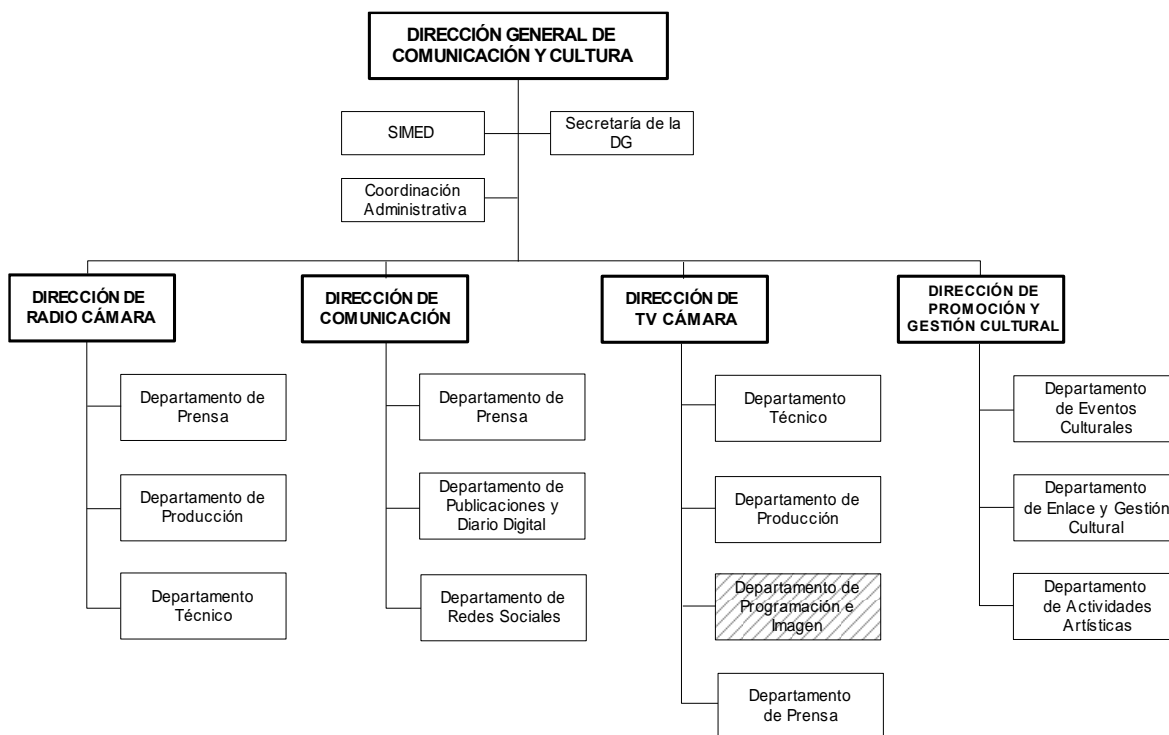 DIRECCIÓN GENERAL DE
COMUNICACIÓN Y CULTURA
SIMED
Secretaría de la
DG
Coordinación
Administrativa
DIRECCIÓN DE
RADIO CÁMARA
DIRECCIÓN DE
COMUNICACIÓN
DIRECCIÓN DE
TV CÁMARA
DIRECCIÓN DE
PROMOCIÓN Y
GESTIÓN CULTURAL
Departamento de
Prensa
Departamento de
Producción
Departamento
Técnico
Departamento de
Prensa
Departamento de
Publicaciones y
Diario Digital
Departamento de
Redes Sociales
Departamento
Técnico
Departamento de
Producción
Departamento de
Programación e
Imagen
Departamento
de Prensa
Departamento
de Eventos
Culturales
Departamento
de Enlace y Gestión
Cultural
Departamento
de Actividades
Artísticas